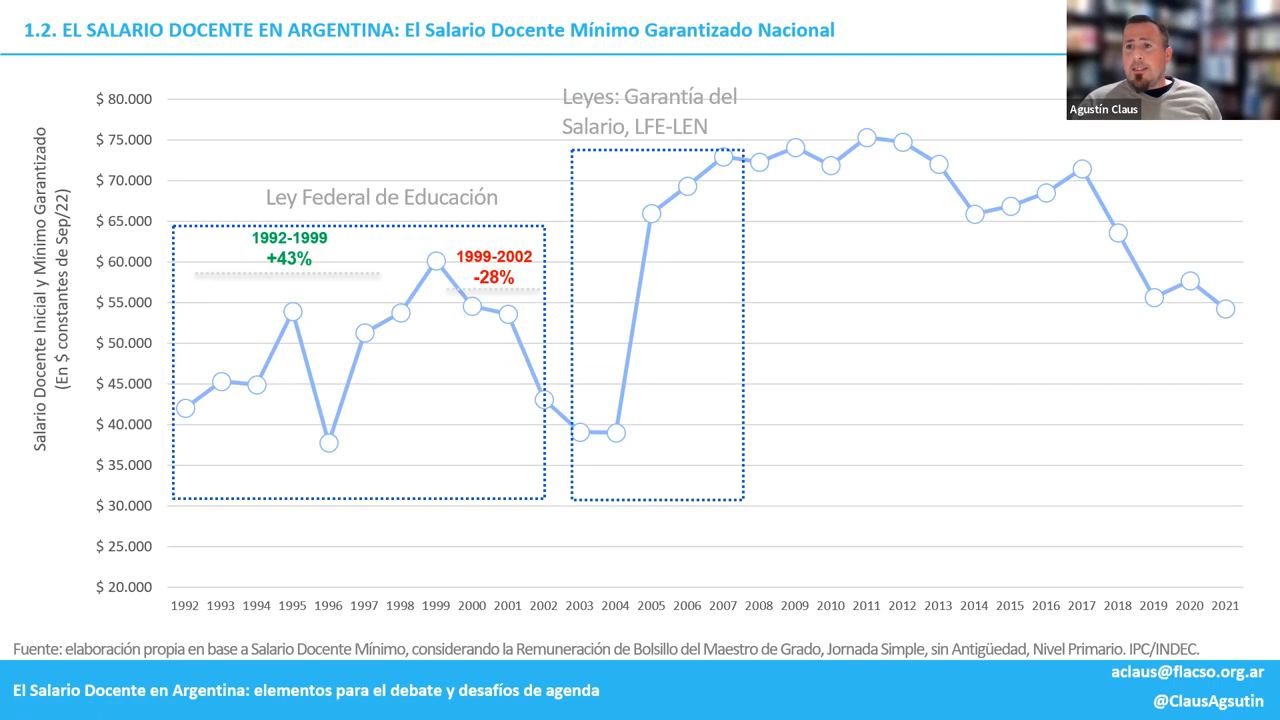 1.2. EL SALARIO DOCENTE EN ARGENTINA: El Salario Docente Mínimo Garantizado Nacional
Agustín Claus
Salario Docente Inicial y Mínimo Garantizado
(En $ constantes de Sep/22)
$ 80.000
$ 75.000
$ 70.000
$ 65.000
$ 60.000
$ 55.000
$ 50.000
$ 45.000
$ 40.000
$ 35.000
$ 30.000
$ 25.000
$ 20.000
Leyes: Garantía del
Salario, LFE-LEN
Ley Federal de Educación
1992-1999
+43%
1999-2002
-28%
1992 1993 1994 1995 1996 1997 1998 1999 2000 2001 2002 2003 2004 2005 2006 2007 2008 2009 2010 2011 2012 2013 2014 2015 2016 2017 2018 2019 2020 2021
Fuente: elaboración propia en base a Salario Docente Mínimo, considerando la Remuneración de Bolsillo del Maestro de Grado, Jornada Simple, sin Antigüedad, Nivel Primario. IPC/INDEC.
El Salario Docente en Argentina: elementos para el debate y desafíos de agenda
aclaus@flacso.org.ar
@ClausAgsutin